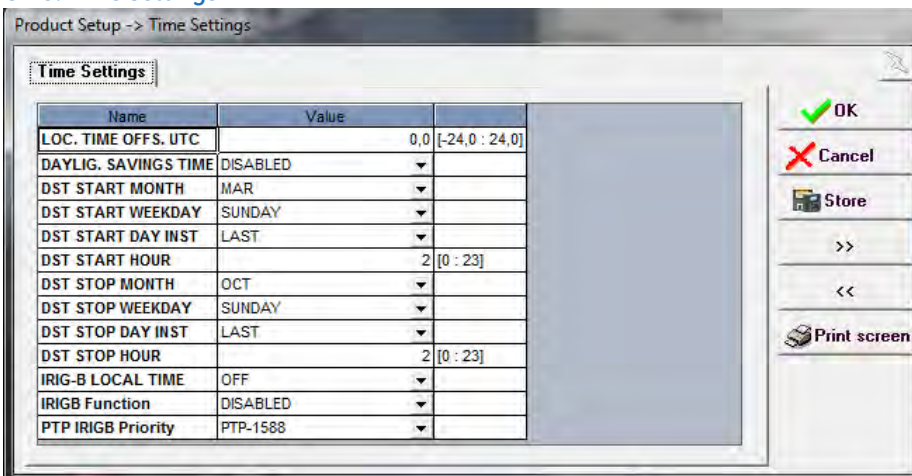 Product Setup -> Time Settings
Time Settings
Name Value
LOC. TIME OFFS. UTC 0,0 [-24,0 : 24,0]
DAYLIG. SAVINGS TIME DISABLED
DST START MONTH MAR
DST START WEEKDAY SUNDAY
DST START DAY INST LAST
DST START HOUR 2 [0 : 23]
DST STOP MONTH OCT
DST STOP WEEKDAY SUNDAY
DST STOP DAY INST LAST
DST STOP HOUR 2 [0 : 23]
IRIG-B LOCAL TIME OFF
IRIGB Function DISABLED
PTP IRIGB Priority PTP-1588
OK
Cancel
Store
>>
<<
Print screen